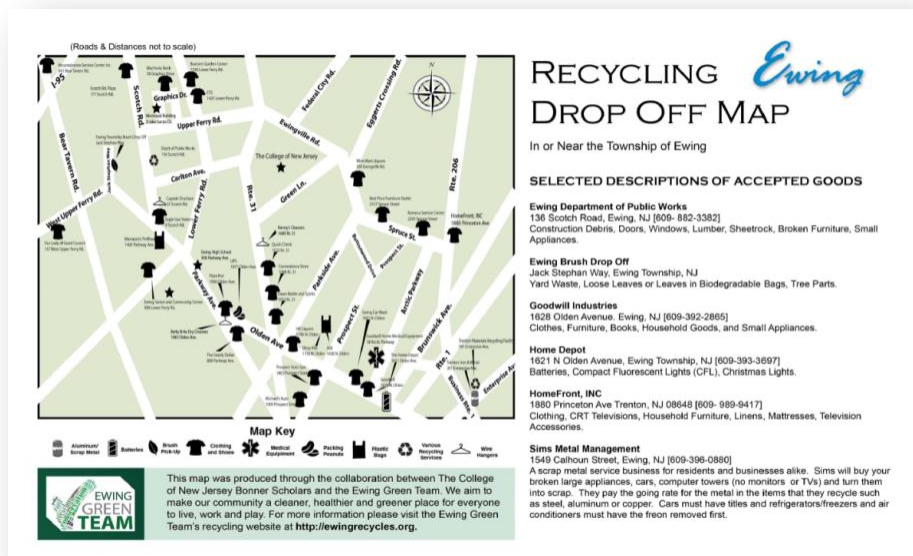 (Roads & Distances not to scale)
I-95
Scotch Rd.
Graphics Dr.
Upper Ferry Rd.
Federal City Rd.
Eggerts Crossing Rd.
N
Ewingville Rd.
Bear Tavern Rd.
Jack Stephan Way
The College of New Jersey
Carlton Ave.
Rte. 31
Green Ln.
Rte. 206
West Upper Ferry Rd.
Lower Ferry Rd.
HomeFront, INC
Spruce St.
Prospect St.
Parkside Ave.
Arctic Parkway
Parkway Ave.
Prospect St.
Brunswick Ave.
Olden Ave
Rte. 1
Business Rte. 1
Map Key
Aluminum/
Scrap Metal
Batteries
Brush
Pick-Up
Clothing
and Shoes
Medical
Equipment
Packing
Peanuts
Plastic
Bags
Various
Recycling
Services
Wire
Hangers
EWING
GREEN
TEAM
This map was produced through the collaboration between The College
of New Jersey Bonner Scholars and the Ewing Green Team. We aim to
make our community a cleaner, healthier and greener place for everyone
to live, work and play. For more information please visit the Ewing Green
Team's recycling website at http://ewingrecycles.org.
RECYCLING Ewing
DROP OFF MAP
In or Near the Township of Ewing
SELECTED DESCRIPTIONS OF ACCEPTED GOODS
Ewing Department of Public Works
136 Scotch Road, Ewing, NJ [609- 882-3382]
Construction Debris, Doors, Windows, Lumber, Sheetrock, Broken Furniture, Small
Appliances.
Ewing Brush Drop Off
Jack Stephan Way, Ewing Township, NJ
Yard Waste, Loose Leaves or Leaves in Biodegradable Bags, Tree Parts.
Goodwill Industries
1628 Olden Avenue. Ewing, NJ [609-392-2865]
Clothes, Furniture, Books, Household Goods, and Small Appliances.
Home Depot
1621 N Olden Avenue, Ewing Township, NJ [609-393-3697]
Batteries, Compact Fluorescent Lights (CFL), Christmas Lights.
HomeFront, INC
1880 Princeton Ave Trenton, NJ 08648 [609- 989-9417]
Clothing, CRT Televisions, Household Furniture, Linens, Mattresses, Television
Accessories.
Sims Metal Management
1549 Calhoun Street, Ewing, NJ [609-396-0880]
A scrap metal service business for residents and businesses alike. Sims will buy your
broken large appliances, cars, computer towers (no monitors or TVs) and turn them
into scrap. They pay the going rate for the metal in the items that they recycle such
as steel, aluminum or copper. Cars must have titles and refrigerators/freezers and air
conditioners must have the freon removed first.